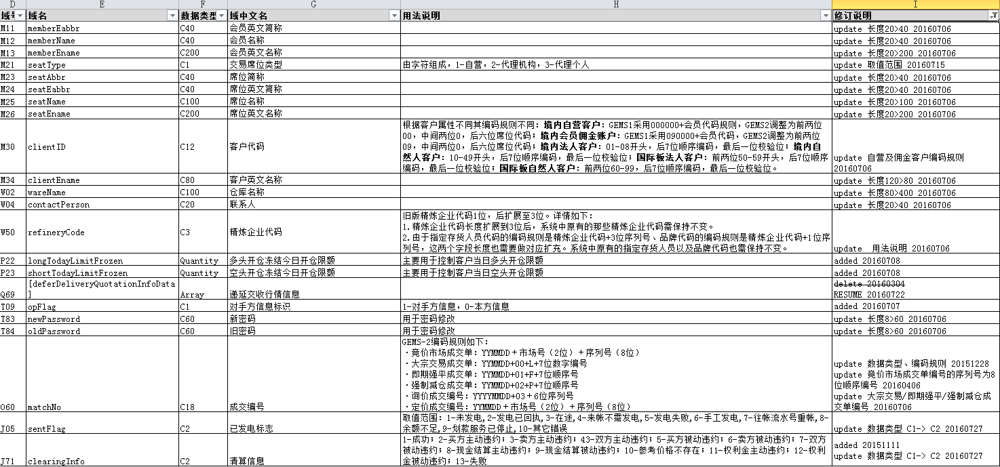 D E F G H I
域号 域名 数据类型 域中文名 用法说明 修订说明
M11 memberEabbr C40 会员英文简称 update 长度20>40 20160706
M12 memberName C40 会员名称 update 长度20>40 20160706
M13 memberEname C200 会员英文名称 update 长度20>200 20160706
M21 seatType C1 交易席位类型 由字符组成，1-自营，2-代理机构，3-代理个人 update 取值范围 20160715
M23 seatAbbr C40 席位简称 update 长度20>40 20160706
M24 seatEabbr C40 席位英文简称 update 长度20>40 20160706
M25 seatName C100 席位名称 update 长度20>100 20160706
M26 seatEname C200 席位英文名称 update 长度20>200 20160706
M30 clientID C12 客户代码
根据客户属性不同其编码规则不同：境内自营客户：GEMS1采用000000+会员代码规则，GEMS2调整为前两位
00，中间两位0，后六位席位代码；境内会员佣金账户：GEMS1采用090000+会员代码，GEMS2调整为前两位
09，中间两位0，后六位席位代码；境内法人客户：01-08开头，后7位顺序编码，最后一位校验位；境内自
然人客户：10-49开头，后7位顺序编码，最后一位校验位；国际板法人客户：前两位50-59开头，后7位顺序
编码，最后一位校验位；国际板自然人客户：前两位60-99，后7位顺序编码，最后一位校验位。
update 自营及佣金客户编码规则
20160706
M34 clientEname C80 客户英文名称 update 长度120>80 20160706
W02 wareName C100 仓库名称 update 长度80>400 20160706
W04 contactPerson C20 联系人 update 长度20>40 20160706
W50 refineryCode C3 精炼企业代码
旧版精炼企业代码1位，后扩展至3位。详情如下：
1.精炼企业代码长度扩展到3位后，系统中原有的那些精炼企业代码需保持不变。
2.由于指定存货人员代码的编码规则是精炼企业代码+3位序列号、品牌代码的编码规则是精炼企业代码+1位序
列号，这两个字段长度也需要做对应扩充。系统中原有的指定存货人员以及品牌代码也需保持不变。
update 用法说明 20160706
P22 longTodayLimitFrozen Quantity 多头开仓冻结今日开仓限额 主要用于控制客户当日多头开仓额 added 20160708
P23 shortTodayLimitFrozen Quantity 空头开仓冻结今日开仓限额 主要用于控制客户当日空头开仓额 added 20160708
Q69 [deferDeliveryQuotationInfoData
] Array 递延交收行情信息
delete 20160304
RESUME 20160722
T09 opFlag C1 对手方信息标识 1-对手方信息，0-本方信息 added 20160707
T83 newPassword C60 新密码 用于密码修改 update 长度8>60 20160706
T84 oldPassword C60 旧密码 用于密码修改 update 长度8>60 20160706
O60 matchNo C18 成交编号
GEMS-2编码规则如下：
·竞价市场成交单：YYMMDD＋市场号（2位）＋序列号（8位）
·大宗交易成交单：YYMMDD+00+L+7位数字编号
·即期强平成交单：YYMMDD+01+F+7位顺序号
·强制减仓成交单：YYMMDD+02+P+7位顺序号
·询价成交编号：YYYYMMDD+03＋6位序列号
·定价成交编号：YYMMDD＋市场号（2位）＋序列号（8位）
update 数据类型、编码规则 20151228
update 竞价市场成交单编号的序列号为8
位顺序编号 20160406
update 大宗交易/即期强平/强制减仓成
交单编号 20160706
J05 sentFlag C2 已发电标志
取值范围：1-未发电,2-发电已回执,3-在途,4-来帐不需发电,5-发电失败,6-手工发电,7-往帐流水号重帐,8-
余额不足,9-划款服务已停止,10-其它错误
update 数据类型 C1-> C2 20160727
J71 clearingInfo C2 清算信息
1-成功；2-买方主动违约；3-卖方主动违约；43-双方主动违约；5-买方被动违约；6-卖方被动违约；7-双方
被动违约；8-现金结算主动违约；9-现金结算被动违约；10-参考价格不存在；11-权利金主动违约；12-权利
金被动违约；13-失败
added 20151111
update 数据类型 C1-> C2 20160727